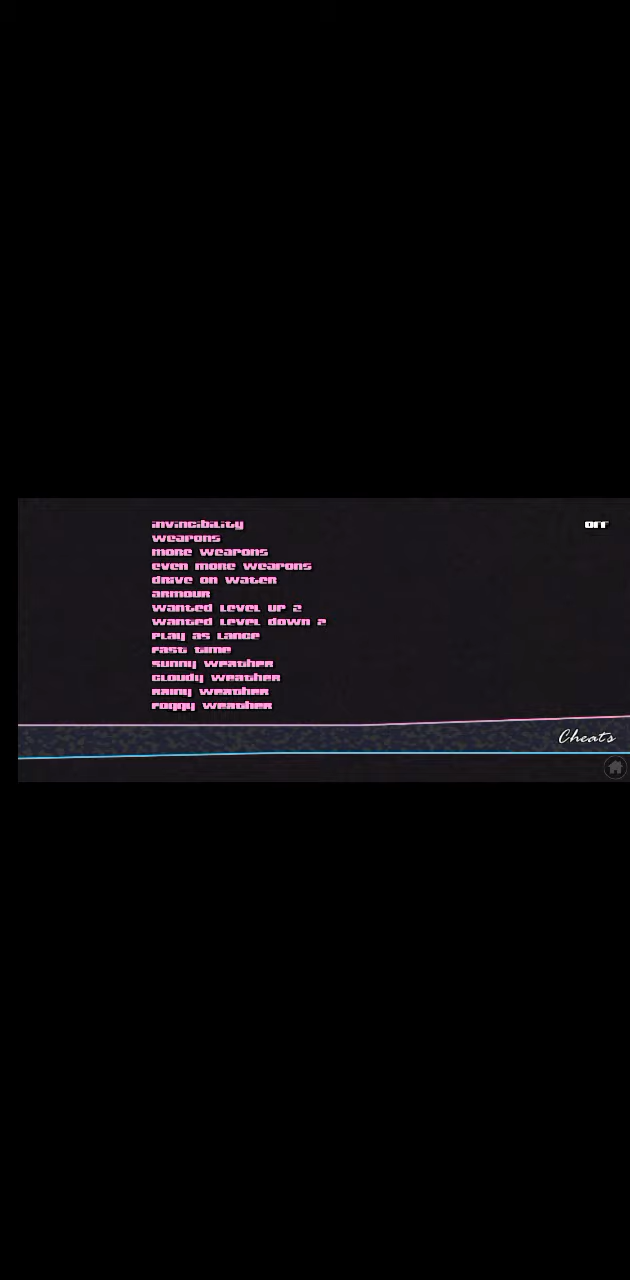 invincibility OFF
weapons
more weapons
even more weapons
drive on water
armour
wanted level up 2
wanted level down 2
play as lance
fast time
sunny weather
cloudy weather
rainy weather
foggy weather
Cheats